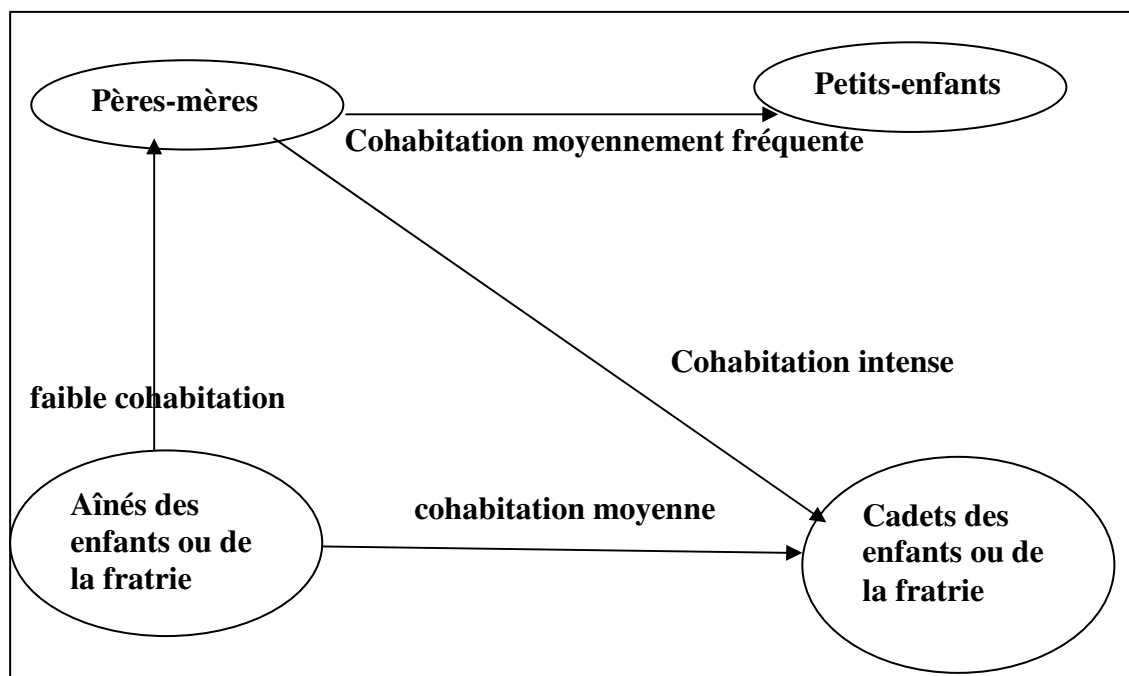 Pères-mères
Petits-enfants
Cohabitation moyennement fréquente
Cohabitation intense
faible cohabitation
Aînés des
enfants ou de
la fratrie
cohabitation moyenne
Cadets des
enfants ou de
la fratrie